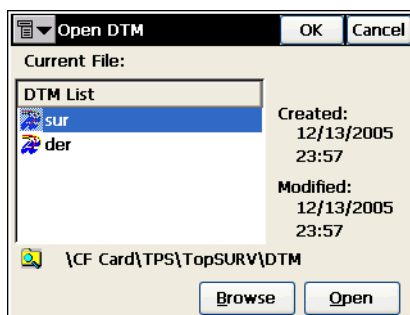 Open DTM OK Cancel
Current File:
DTM List
sur
der
Created:
12/13/2005
23:57
Modified:
12/13/2005
23:57
\CF Card\TPS\TopSURV\DTM
Browse Open